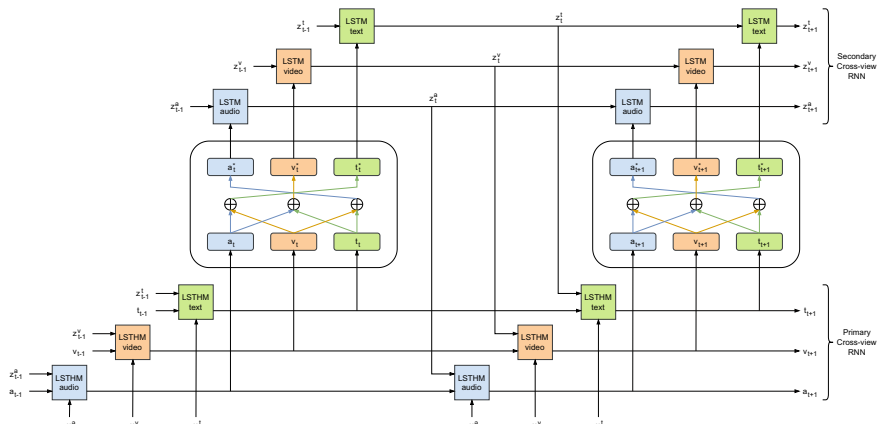 z^t_t
z^t_{t-1}
LSTM
text
LSTM
text
z^t_{t+1}
z^v_t
z^v_{t-1}
LSTM
video
LSTM
video
z^v_{t+1}
Secondary
Cross-view
RNN
z^a_t
z^a_{t-1}
LSTM
audio
LSTM
audio
z^a_{t+1}
a^*_t
v^*_t
t^*_t
a^*_{t+1}
v^*_{t+1}
t^*_{t+1}
a_t
v_t
t_t
a_{t+1}
v_{t+1}
t_{t+1}
z^t_{t-1}
t_{t-1}
LSTHM
text
LSTHM
text
t_{t+1}
z^v_{t-1}
v_{t-1}
LSTHM
video
LSTHM
video
v_{t+1}
Primary
Cross-view
RNN
z^a_{t-1}
a_{t-1}
LSTHM
audio
LSTHM
audio
a_{t+1}